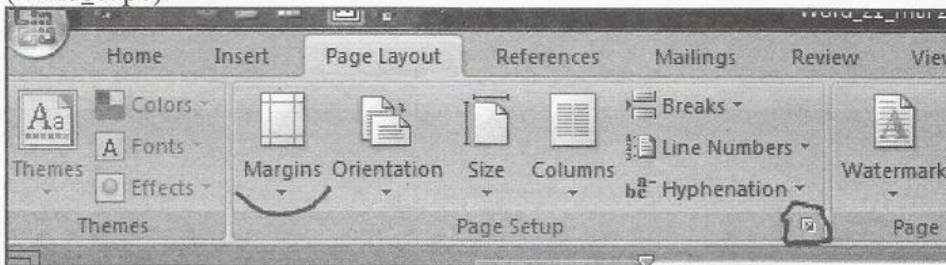 Home Insert Page Layout References Mailings Review View
Colors
Aa
A Fonts
Breaks
Line Numbers
Themes Margins Orientation Size Columns Watermark
Effects
Hyphenation
Themes Page Setup Page